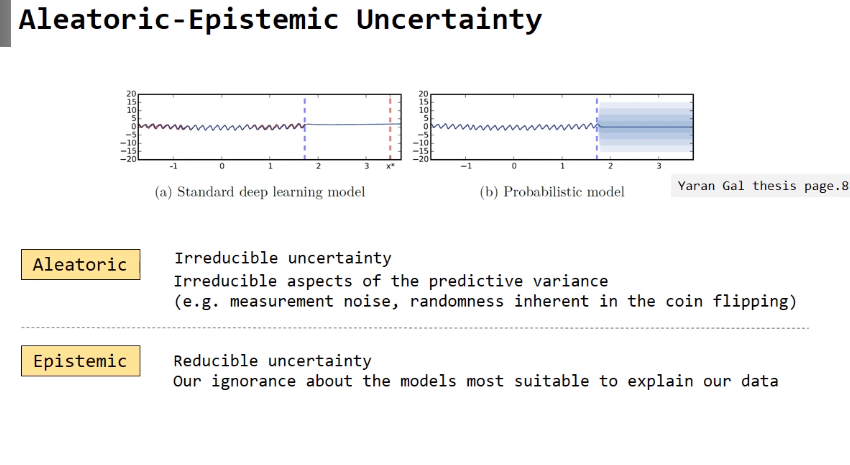 Aleatoric-Epistemic Uncertainty
20
15
10
5
0
−5
−10
−15
−20
-1 0 1 2 3 x*
20
15
10
5
0
−5
−10
−15
−20
−1 0 1 2 3
(a) Standard deep learning model
(b) Probabilistic model
Yaran Gal thesis page.8
Aleatoric
Irreducible uncertainty
Irreducible aspects of the predictive variance
(e.g. measurement noise, randomness inherent in the coin flipping)
Epistemic
Reducible uncertainty
Our ignorance about the models most suitable to explain our data